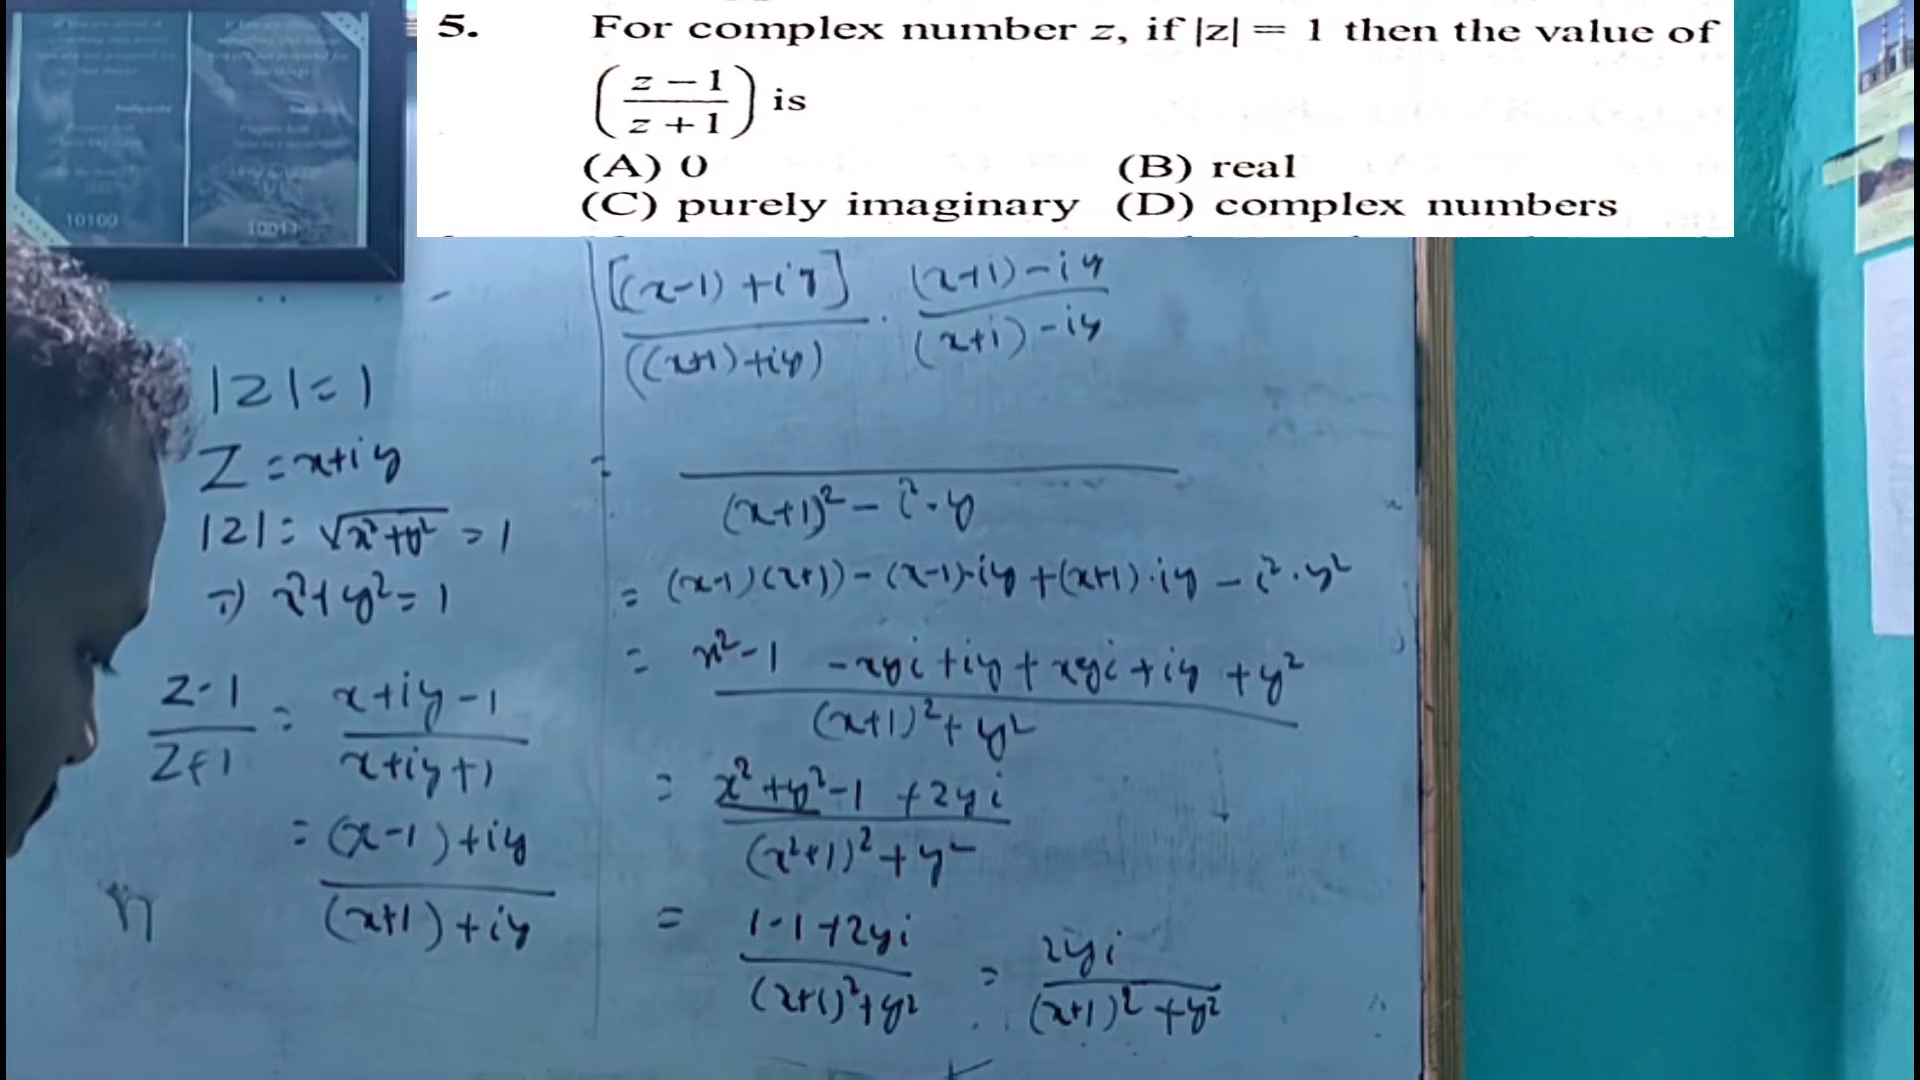 5. For complex number z, if |z| = 1 then the value of
(z − 1 / z + 1) is
(A) 0 (B) real
(C) purely imaginary (D) complex numbers
10100
|z| = 1
Z = x+iy
|z| = √x²+y² = 1
⇒ x²+y² = 1
z-1/z+1 = x+iy-1/x+iy+1
= (x-1)+iy/(x+1)+iy
[(x-1)+iy]/((x+1)+iy) · (x+1)-iy/(x+1)-iy
= /(x+1)² - i²·y
= (x-1)(x+1) - (x-1)·iy + (x+1)·iy - i²·y²
= x²-1 -xyi+iy+xyi+iy+y²/(x+1)²+y²
= x²+y²-1+2yi/(x²+1)²+y²
= 1-1+2yi/(x+1)²+y² = 2yi/(x+1)²+y²